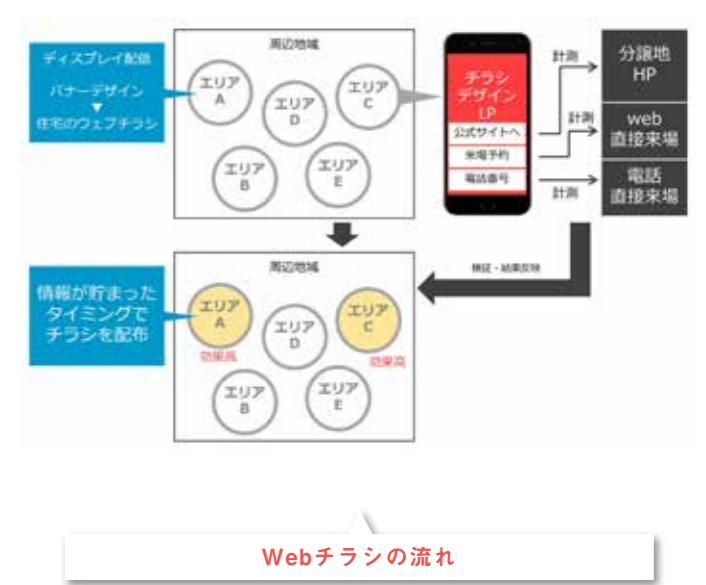 ディスプレイ配信
バナーデザイン
▼
住宅のウェブチラシ
周辺地域
エリア
A
エリア
D
エリア
C
エリア
B
エリア
E
チラシ
デザイン
LP
公式サイトへ
来場予約
電話番号
計測
計測
計測
分譲地
HP
web
直接来場
電話
直接来場
検証・結果反映
情報が貯まった
タイミングで
チラシを配布
周辺地域
エリア
A
効果高
エリア
D
エリア
C
効果高
エリア
B
エリア
E
Webチラシの流れ